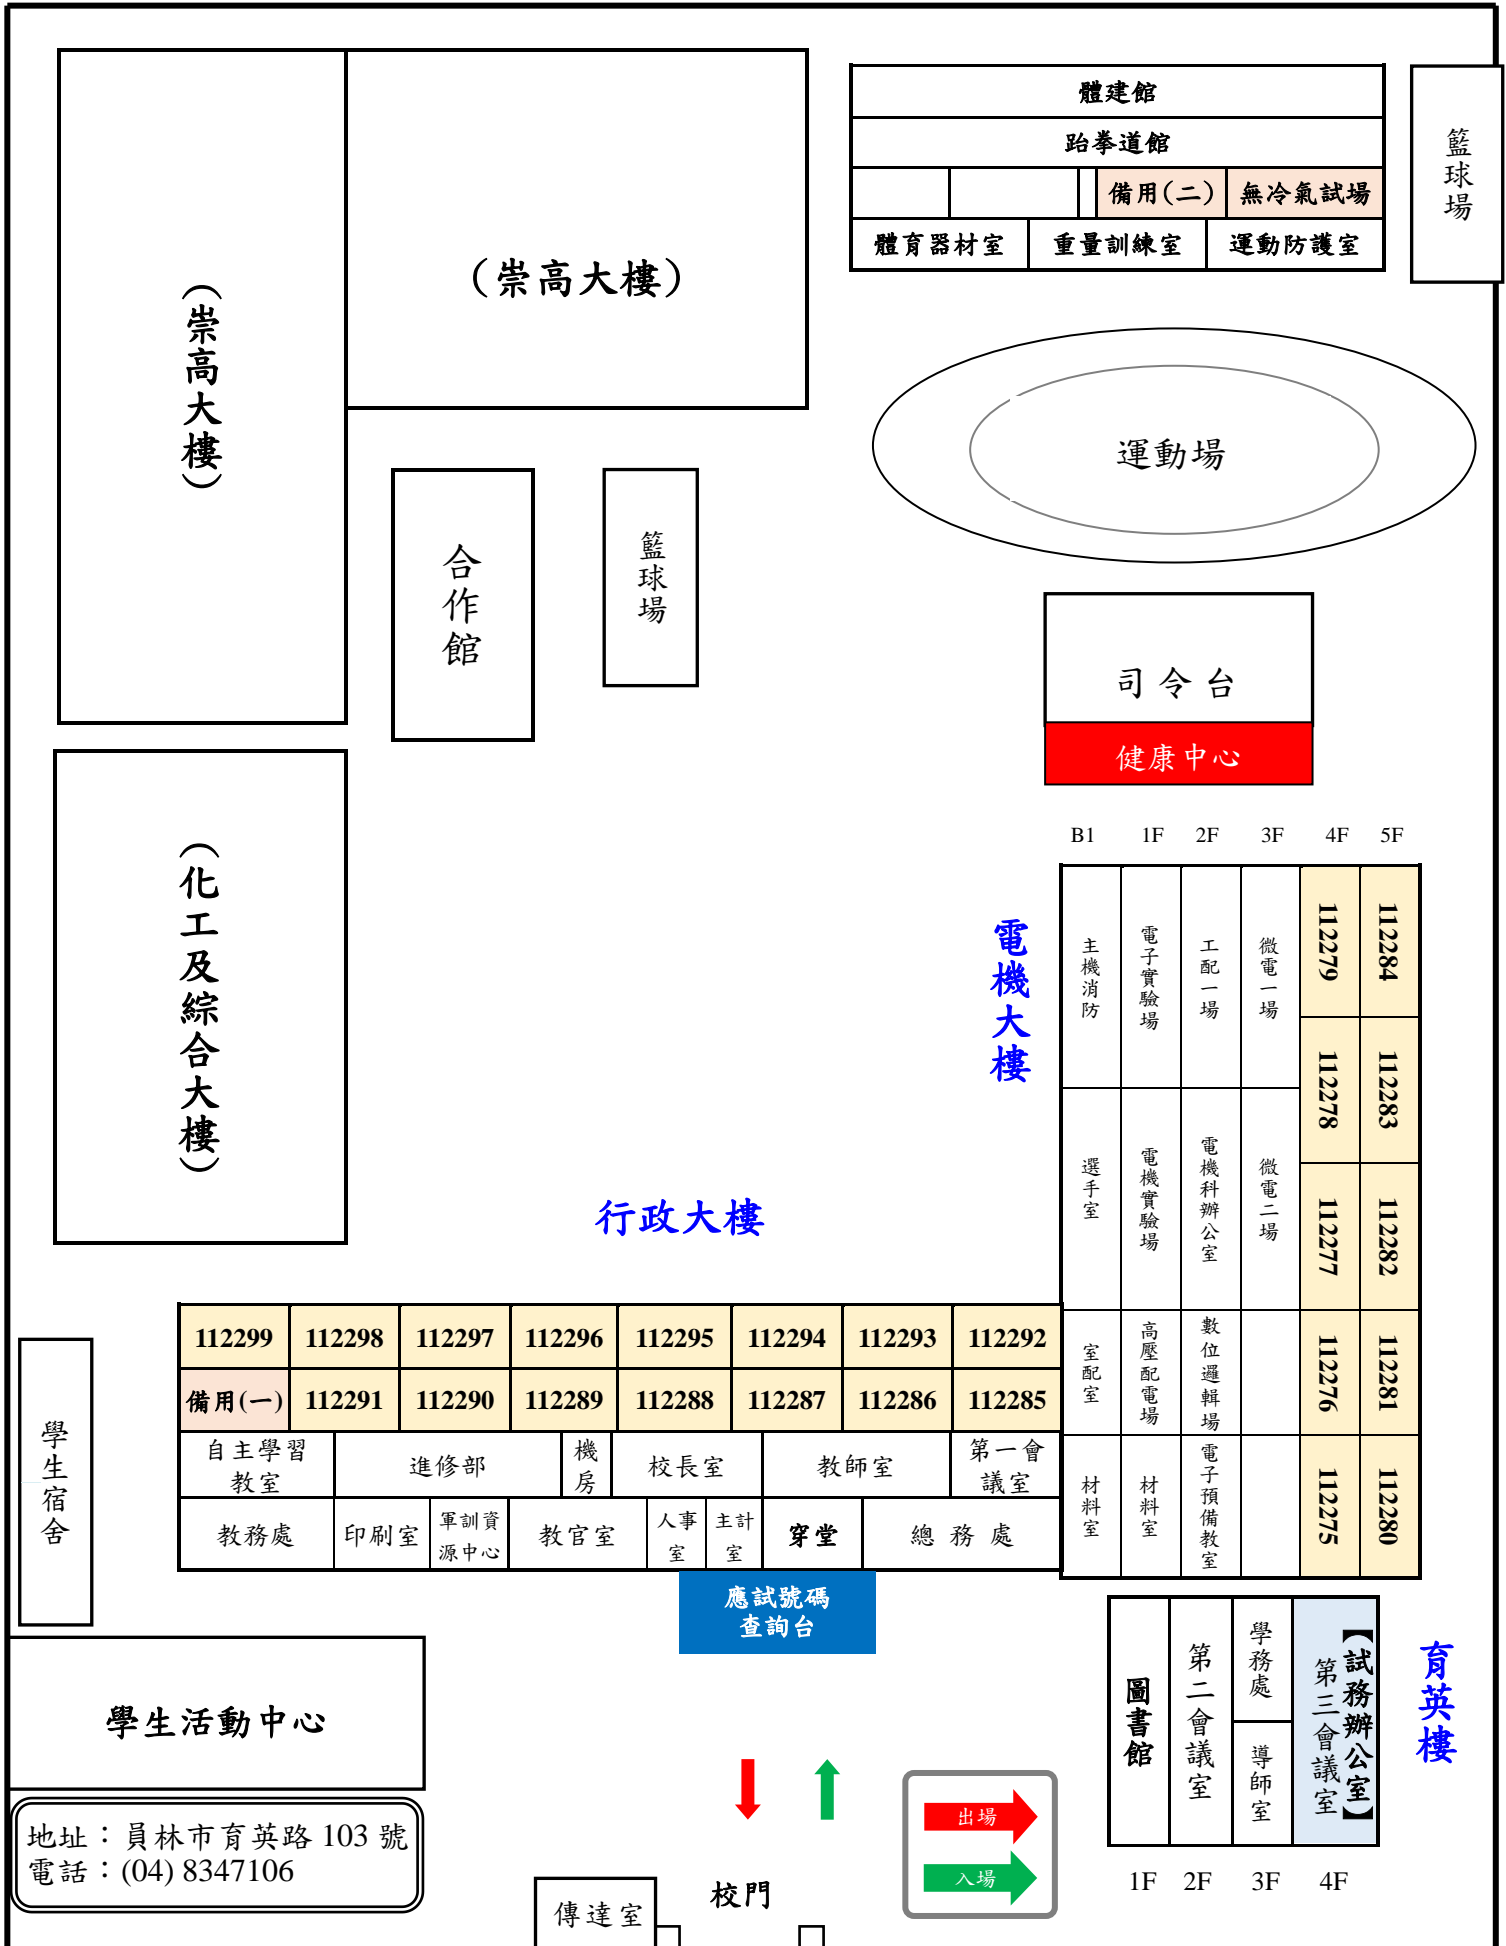 體建館
跆拳道館
備用(二) 無冷氣試場
體育器材室 重量訓練室 運動防護室
籃球場
(崇高大樓)
(崇高大樓)
運動場
合作館
籃球場
司令台
健康中心
(化工及綜合大樓)
電機大樓
B1 1F 2F 3F 4F 5F
主機消防 電子實驗場 工配一場 微電一場 112279 112284
112278 112283
選手室 電機實驗場 電機科辦公室 微電二場 112277 112282
室配室 高壓配電場 數位邏輯場 112276 112281
材料室 材料室 電子預備教室 112275 112280
行政大樓
112299 112298 112297 112296 112295 112294 112293 112292
備用(一) 112291 112290 112289 112288 112287 112286 112285
自主學習
教室
進修部
機房
校長室
教師室
第一會
議室
教務處
印刷室
軍訓資
源中心
教官室
人事
室
主計
室
穿堂
總務處
應試號碼
查詢台
學生宿舍
學生活動中心
圖書館
第二會議室
學務處
導師室
第三會議室
【試務辦公室】
育英樓
1F 2F 3F 4F
地址：員林市育英路 103 號
電話：(04) 8347106
出場
入場
校門
傳達室